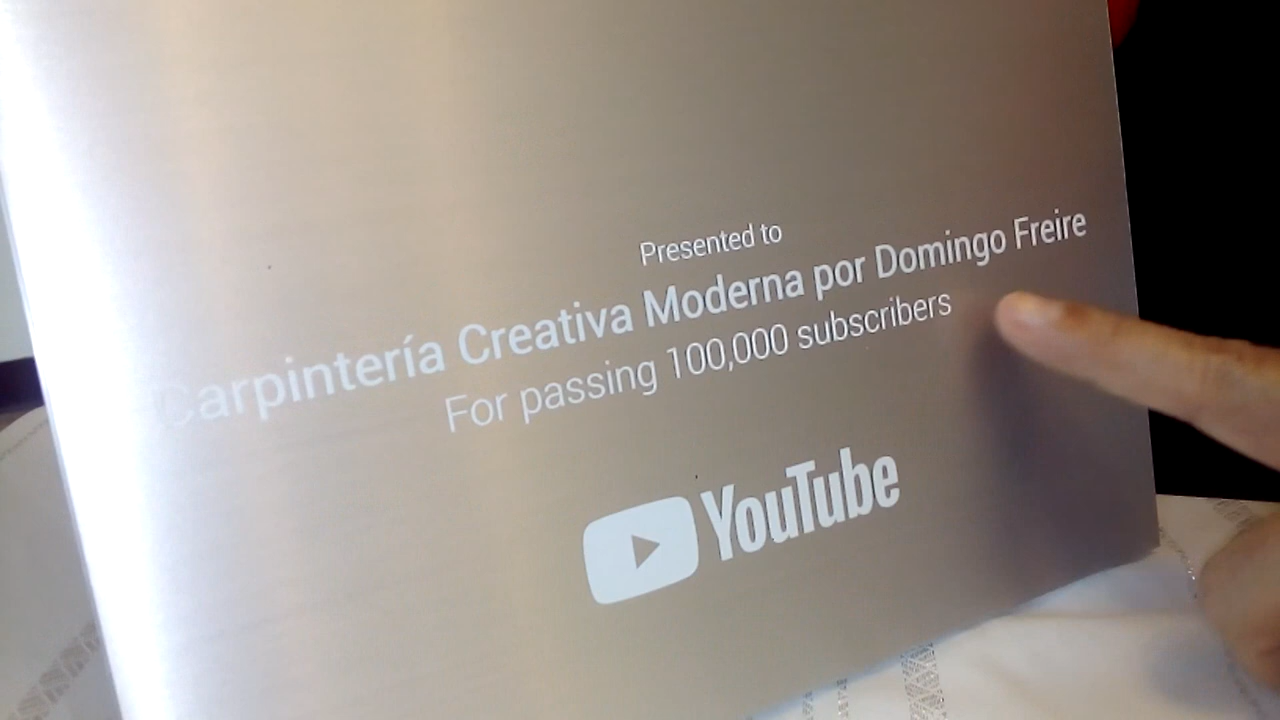 Presented to
Carpintería Creativa Moderna por Domingo Freire
For passing 100,000 subscribers
YouTube